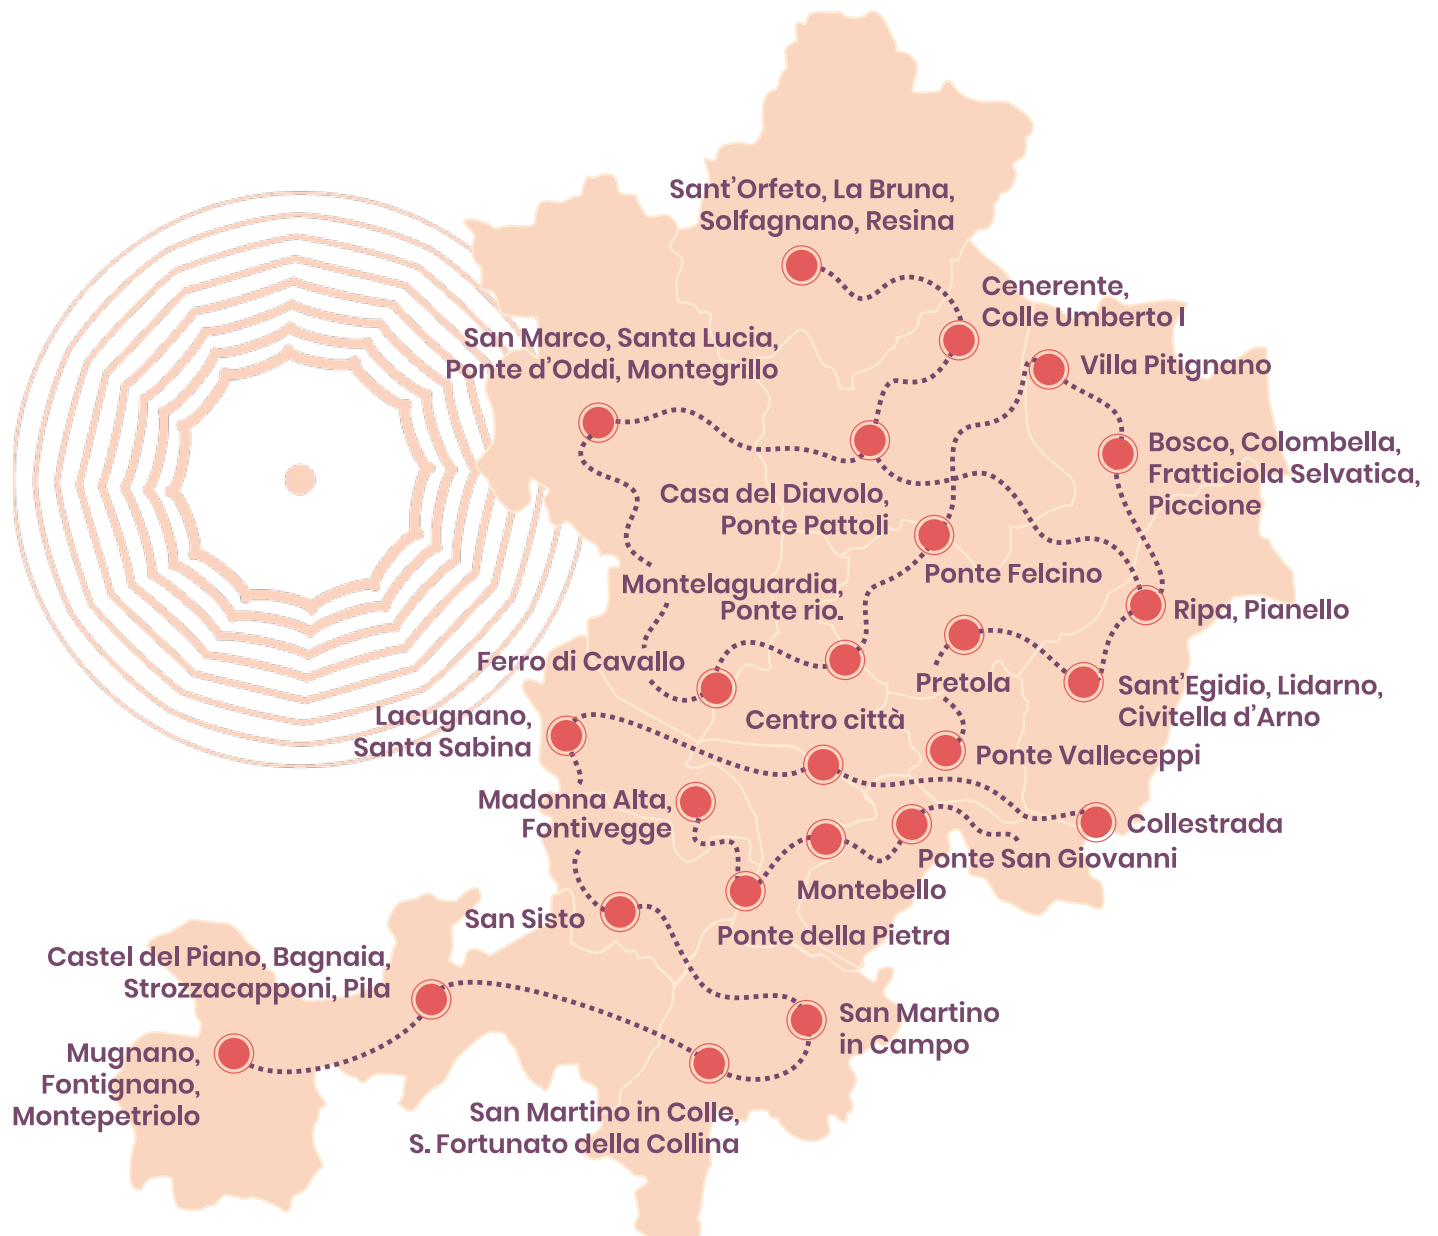 Sant’Orfeto, La Bruna,
Solfagnano, Resina
Cenerente,
Colle Umberto I
San Marco, Santa Lucia,
Ponte d’Oddi, Montegrillo
Villa Pitignano
Bosco, Colombella,
Fratticiola Selvatica,
Piccione
Casa del Diavolo,
Ponte Pattoli
Ponte Felcino
Montelaguardia,
Ponte rio.
Ripa, Pianello
Ferro di Cavallo
Pretola
Sant’Egidio, Lidarno,
Civitella d’Arno
Lacugnano,
Santa Sabina
Centro città
Ponte Valleceppi
Madonna Alta,
Fontivegge
Collestrada
Ponte San Giovanni
Montebello
San Sisto
Ponte della Pietra
Castel del Piano, Bagnaia,
Strozzacapponi, Pila
San Martino
in Campo
Mugnano,
Fontignano,
Montepetriolo
San Martino in Colle,
S. Fortunato della Collina